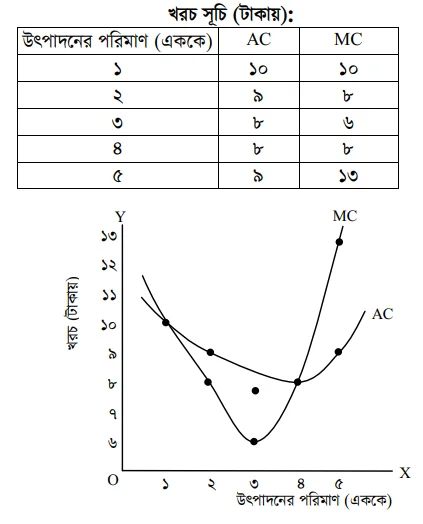 খরচ সূচি (টাকায়):
উৎপাদনের পরিমাণ (এককে) AC MC
১ ১০ ১০
২ ৯ ৮
৩ ৮ ৬
৪ ৮ ৮
৫ ৯ ১৩
Y MC
১৩
১২
১১
AC
১০
৯
৮
৭
৬
খরচ (টাকায়)
O ১ ২ ৩ ৪ ৫ X
উৎপাদনের পরিমাণ (এককে)